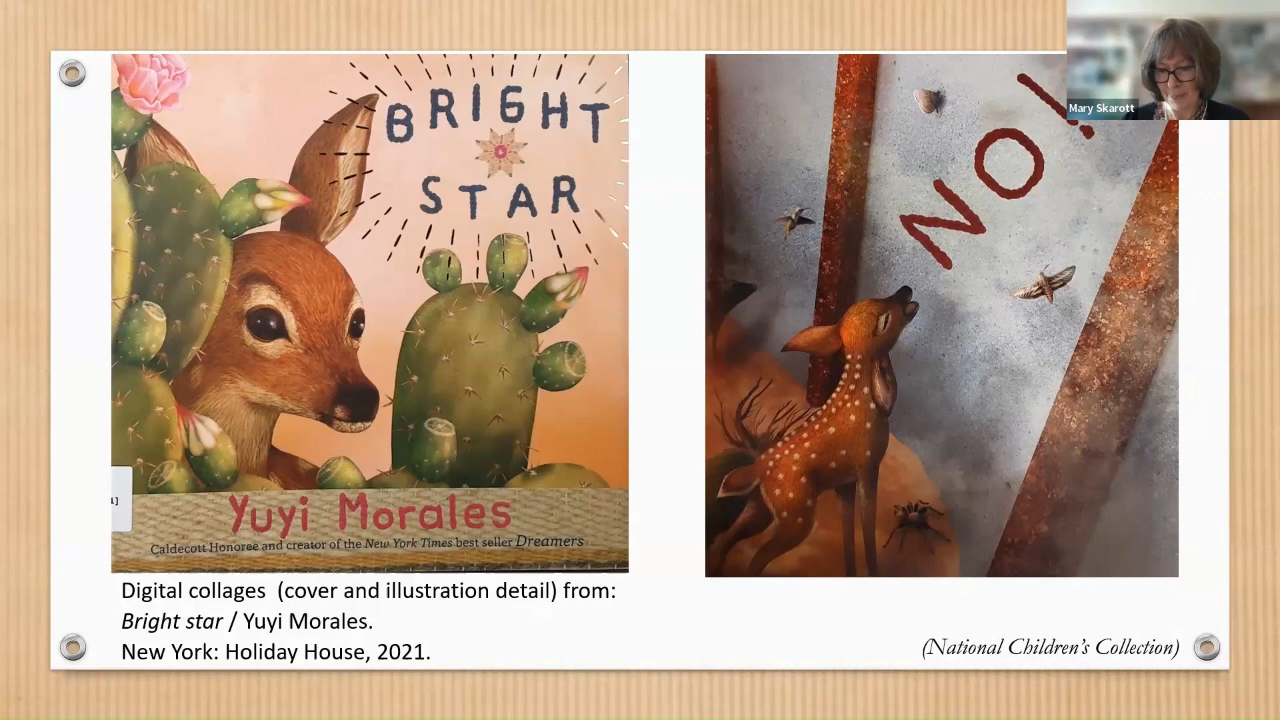 BRIGHT
STAR
Yuyi Morales
Caldecott Honoree and creator of the New York Times best seller Dreamers
NO!
Mary Skarott
Digital collages (cover and illustration detail) from:
Bright star / Yuyi Morales.
New York: Holiday House, 2021.
(National Children's Collection)